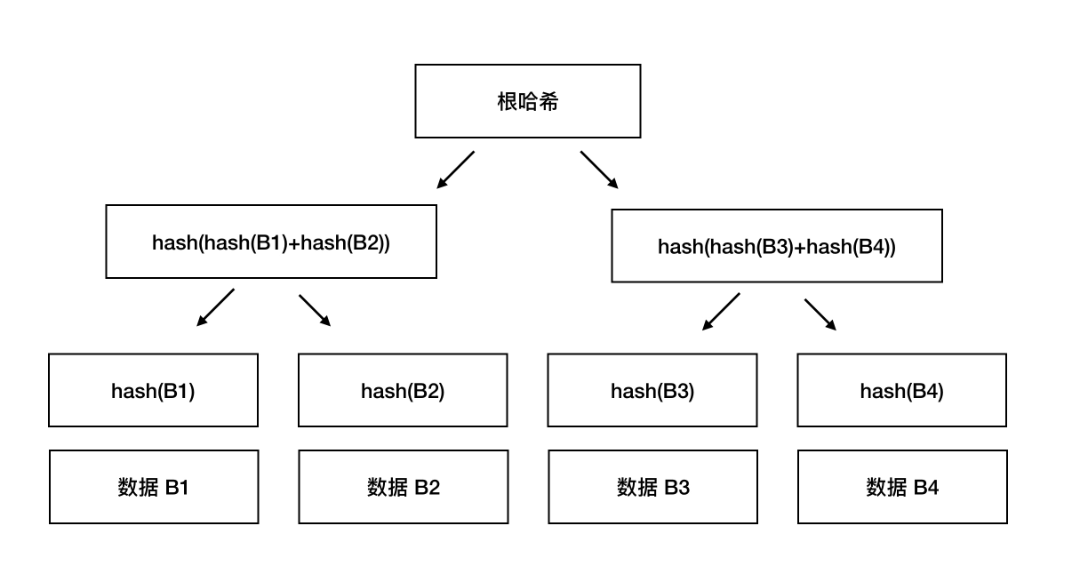 根哈希
hash(hash(B1)+hash(B2))
hash(hash(B3)+hash(B4))
hash(B1)
hash(B2)
hash(B3)
hash(B4)
数据 B1
数据 B2
数据 B3
数据 B4